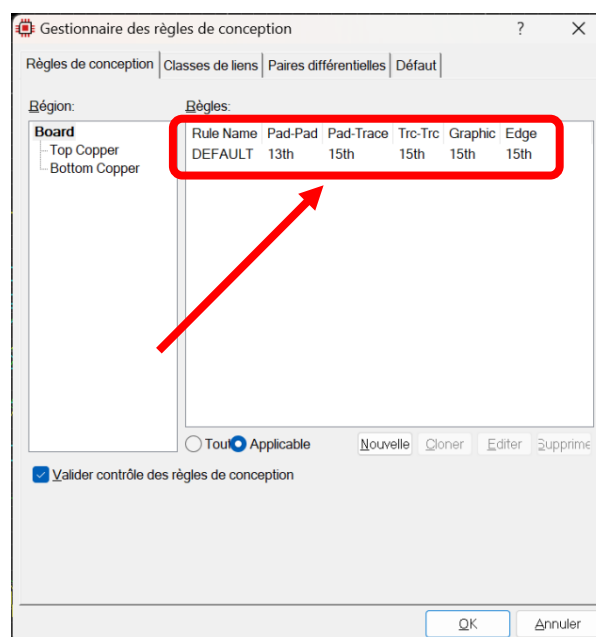 Gestionnaire des règles de conception ? ×
Règles de conception Classes de liens Paires différentielles Défaut
Région: Règles:
Board
Top Copper
Bottom Copper
Rule Name Pad-Pad Pad-Trace Trc-Trc Graphic Edge
DEFAULT 13th 15th 15th 15th 15th
Tout Applicable Nouvelle Cloner Editer Supprime
Valider contrôle des règles de conception
OK Annuler